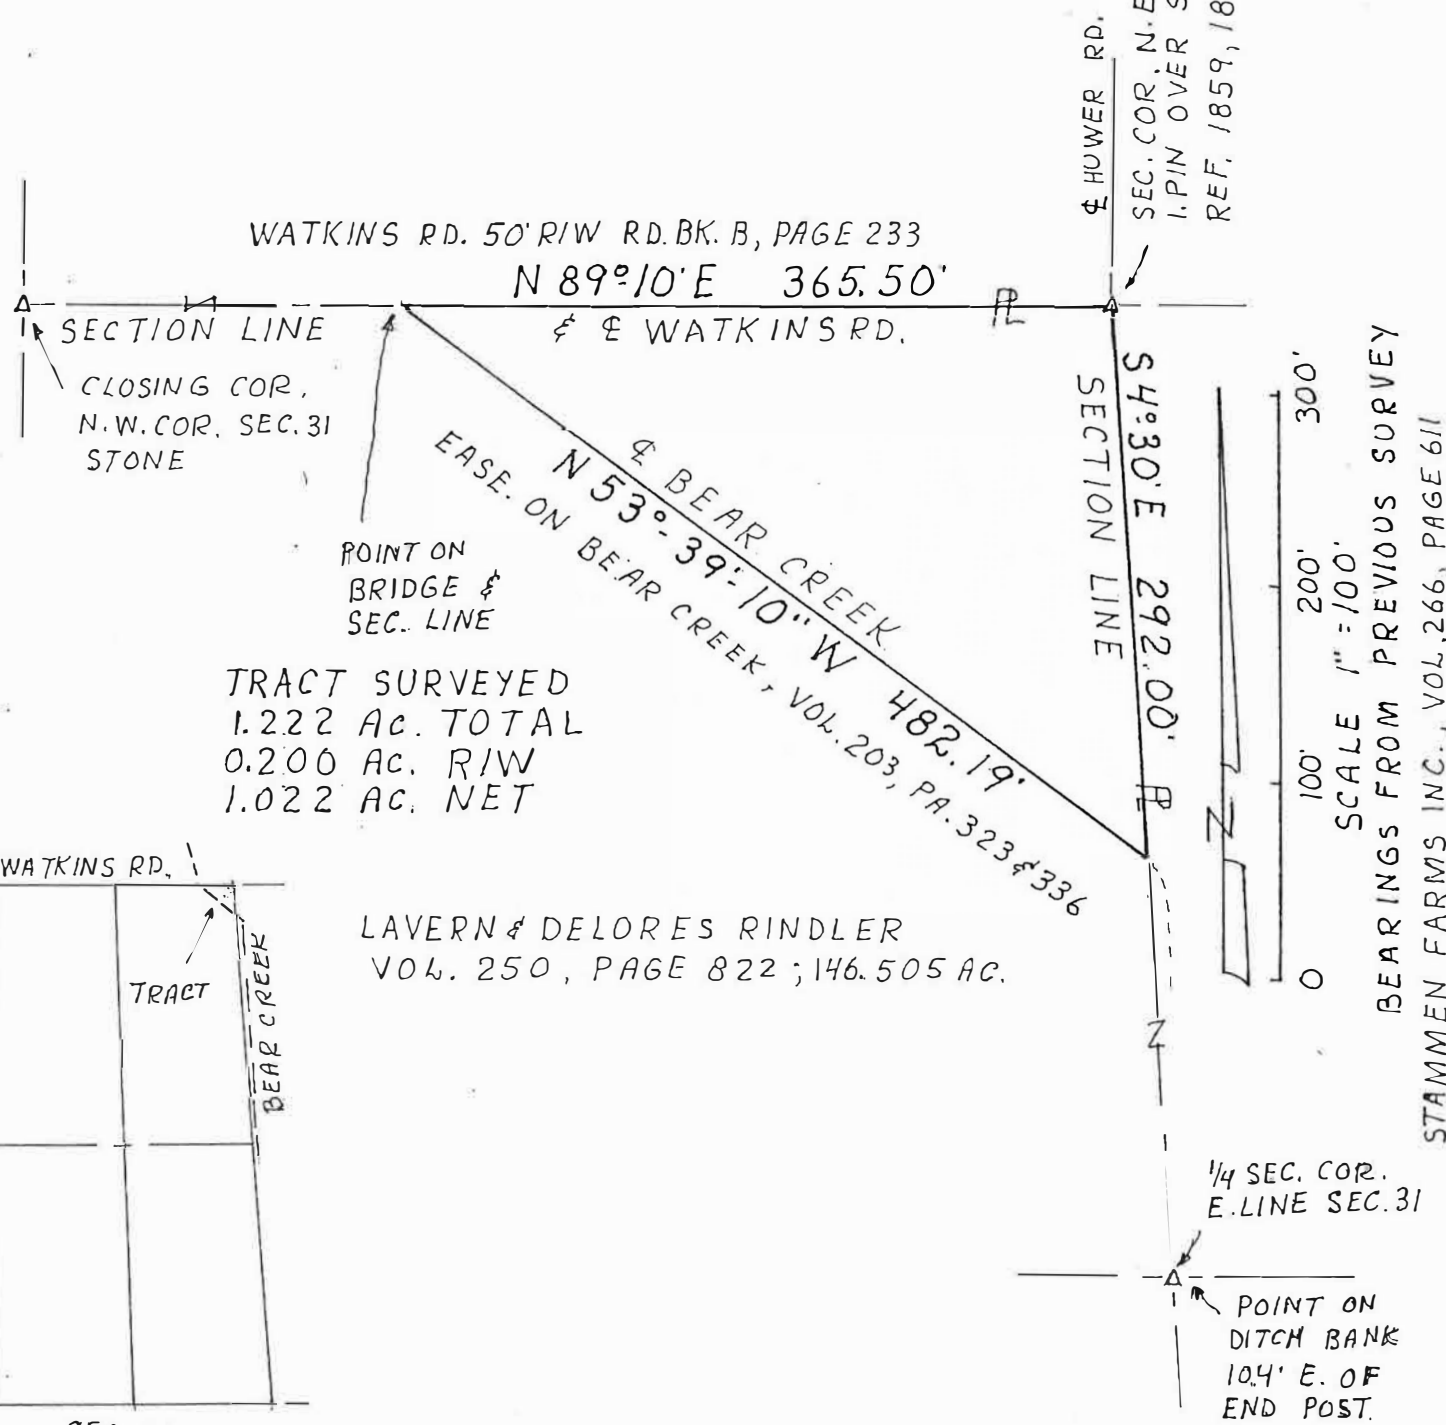 WATKINS RD. 50' R/W RD. BK. B, PAGE 233
N 89°-10' E 365.50'
SECTION LINE
& ℄ WATKINS RD.
℄ HUWER RD.
SEC. COR. N.E
I.PIN OVER S
REF. 1859, 18
CLOSING COR.
N.W. COR. SEC. 31
STONE
POINT ON
BRIDGE &
SEC. LINE
℄ BEAR CREEK
N 53°-39'-10" W 482.19'
EASE. ON BEAR CREEK, VOL. 203, PA. 323 & 336
S 4°-30' E 292.00'
SECTION LINE
TRACT SURVEYED
1.222 AC. TOTAL
0.200 AC. R/W
1.022 AC. NET
LAVERN & DELORES RINDLER
VOL. 250, PAGE 822; 146.505 AC.
WATKINS RD.
TRACT
BEAR CREEK
N
0 100' 200' 300'
SCALE 1" = 100'
BEARINGS FROM PREVIOUS SURVEY
STAMMEN FARMS INC., VOL. 266, PAGE 611
1/4 SEC. COR.
E. LINE SEC. 31
POINT ON
DITCH BANK
10.4' E. OF
END POST.